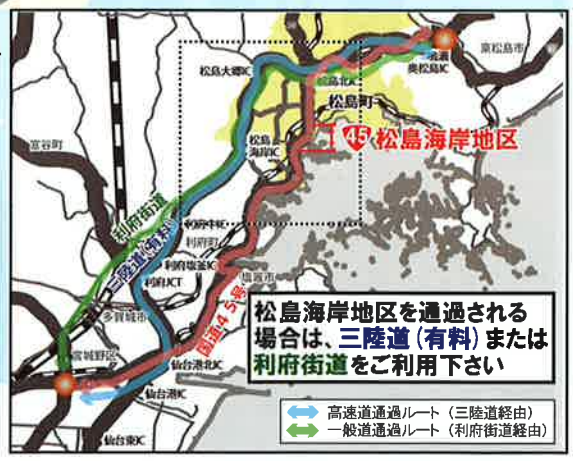 松島大郷IC
松島北IC
鳴瀬
奥松島IC
東松島市
松島町
富谷町
松島
海岸IC
45 松島海岸地区
利府街道
三陸道(有料)
利府中IC
利府町
利府塩釜IC
利府JCT
塩竈市
多賀城市
国道45号
宮城野区
仙台港北IC
仙台港IC
仙台東IC
松島海岸地区を通過される
場合は、三陸道(有料)または
利府街道をご利用下さい
高速道通過ルート(三陸道経由)
一般道通過ルート(利府街道経由)